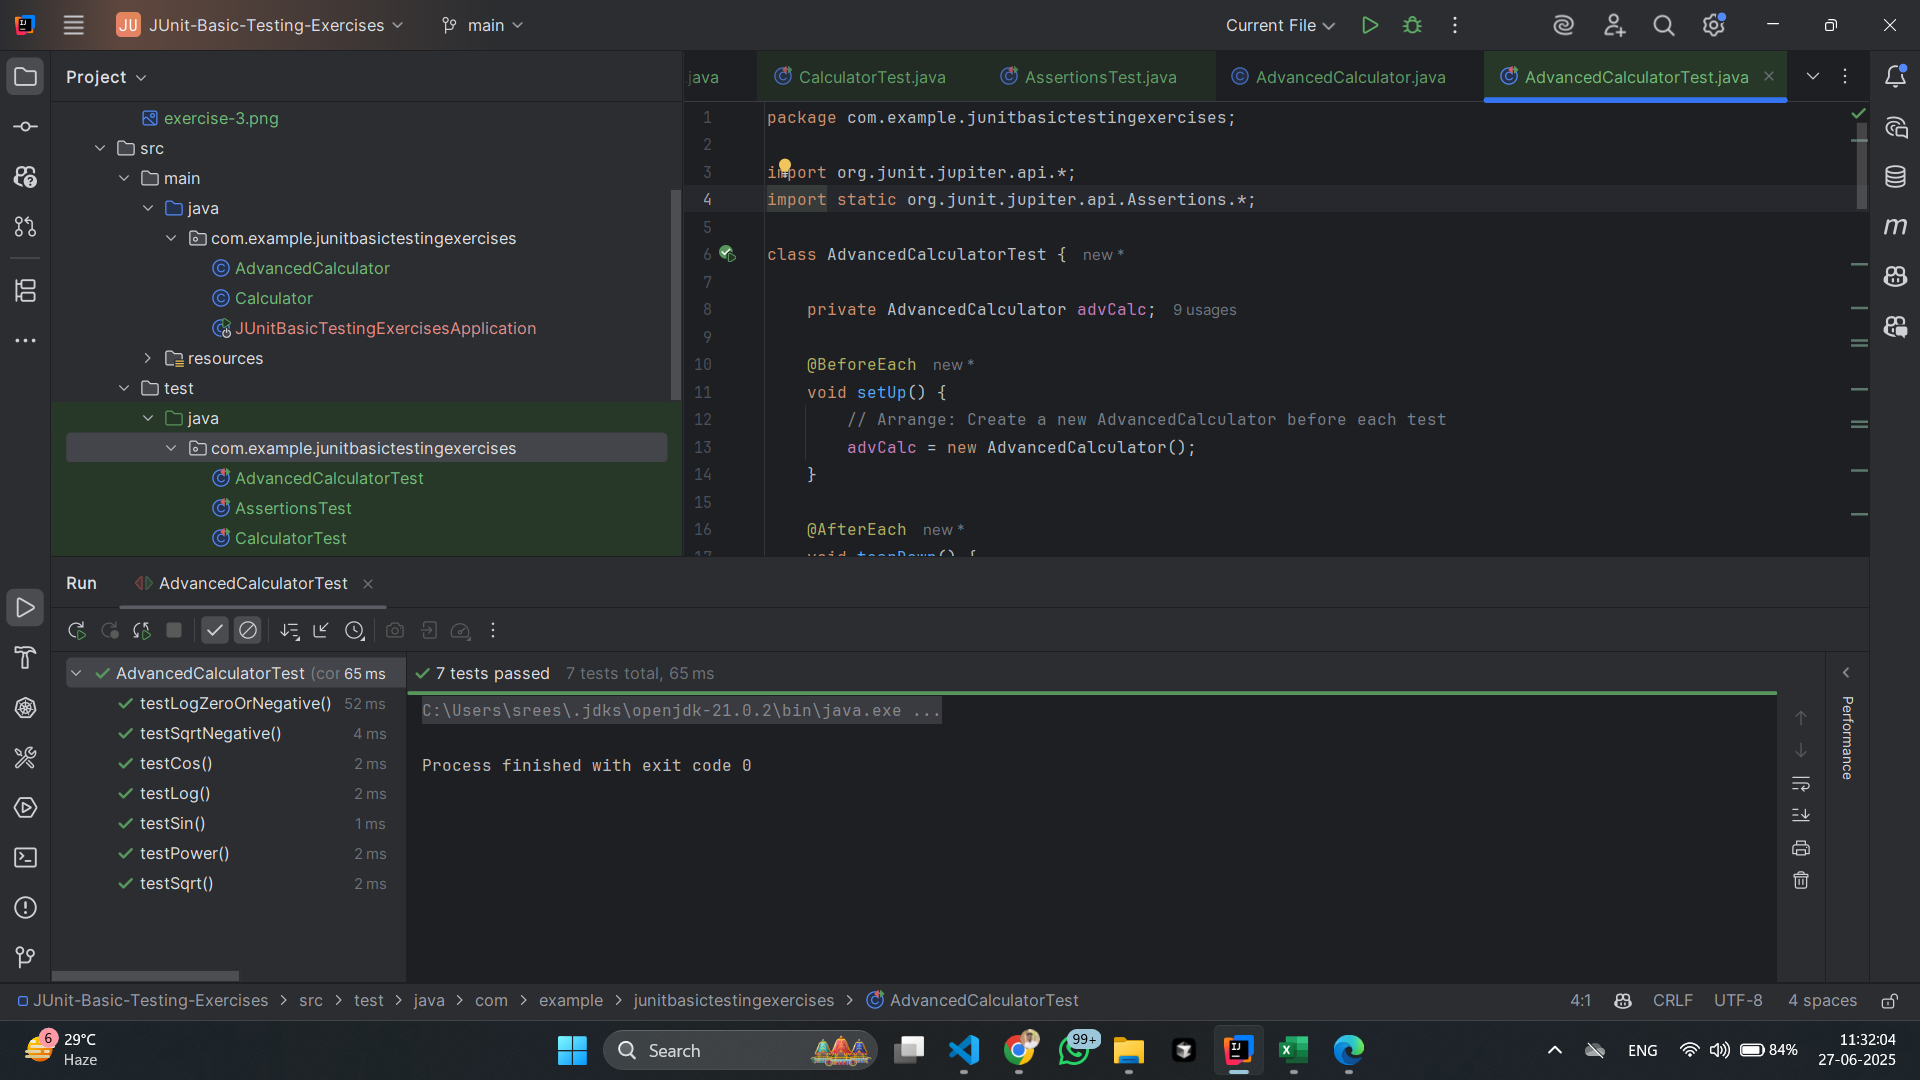 JU JUnit-Basic-Testing-Exercises main Current File
Project
exercise-3.png
src
main
java
com.example.junitbasictestingexercises
AdvancedCalculator
Calculator
JUnitBasicTestingExercisesApplication
resources
test
java
com.example.junitbasictestingexercises
AdvancedCalculatorTest
AssertionsTest
CalculatorTest
java CalculatorTest.java AssertionsTest.java AdvancedCalculator.java AdvancedCalculatorTest.java
1 package com.example.junitbasictestingexercises;
2
3 import org.junit.jupiter.api.*;
4 import static org.junit.jupiter.api.Assertions.*;
5
6 class AdvancedCalculatorTest { new *
7
8 private AdvancedCalculator advCalc; 9 usages
9
10 @BeforeEach new *
11 void setUp() {
12 // Arrange: Create a new AdvancedCalculator before each test
13 advCalc = new AdvancedCalculator();
14 }
15
16 @AfterEach new *
17 void tearDown() {
Run AdvancedCalculatorTest
AdvancedCalculatorTest (cor 65 ms
testLogZeroOrNegative() 52 ms
testSqrtNegative() 4 ms
testCos() 2 ms
testLog() 2 ms
testSin() 1 ms
testPower() 2 ms
testSqrt() 2 ms
7 tests passed 7 tests total, 65 ms
C:\Users\srees\.jdks\openjdk-21.0.2\bin\java.exe ...
Process finished with exit code 0
Performance
JUnit-Basic-Testing-Exercises > src > test > java > com > example > junitbasictestingexercises > AdvancedCalculatorTest 4:1 CRLF UTF-8 4 spaces
6 29°C
Haze
Search
99+
ENG
84%
11:32:04
27-06-2025